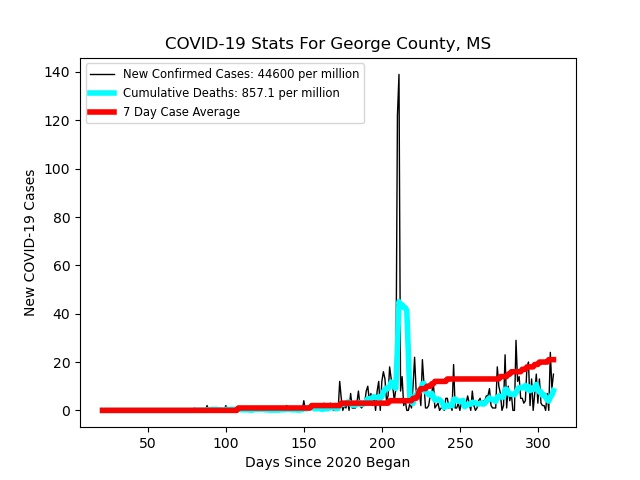 COVID-19 Stats For George County, MS
New Confirmed Cases: 44600 per million
Cumulative Deaths: 857.1 per million
7 Day Case Average
New COVID-19 Cases
140
120
100
80
60
40
20
0
50 100 150 200 250 300
Days Since 2020 Began